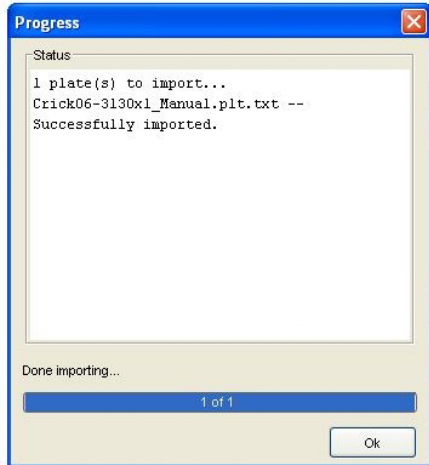 Progress
Status
1 plate(s) to import...
Crick06-3130xl_Manual.plt.txt --
Successfully imported.
Done importing...
1 of 1
Ok